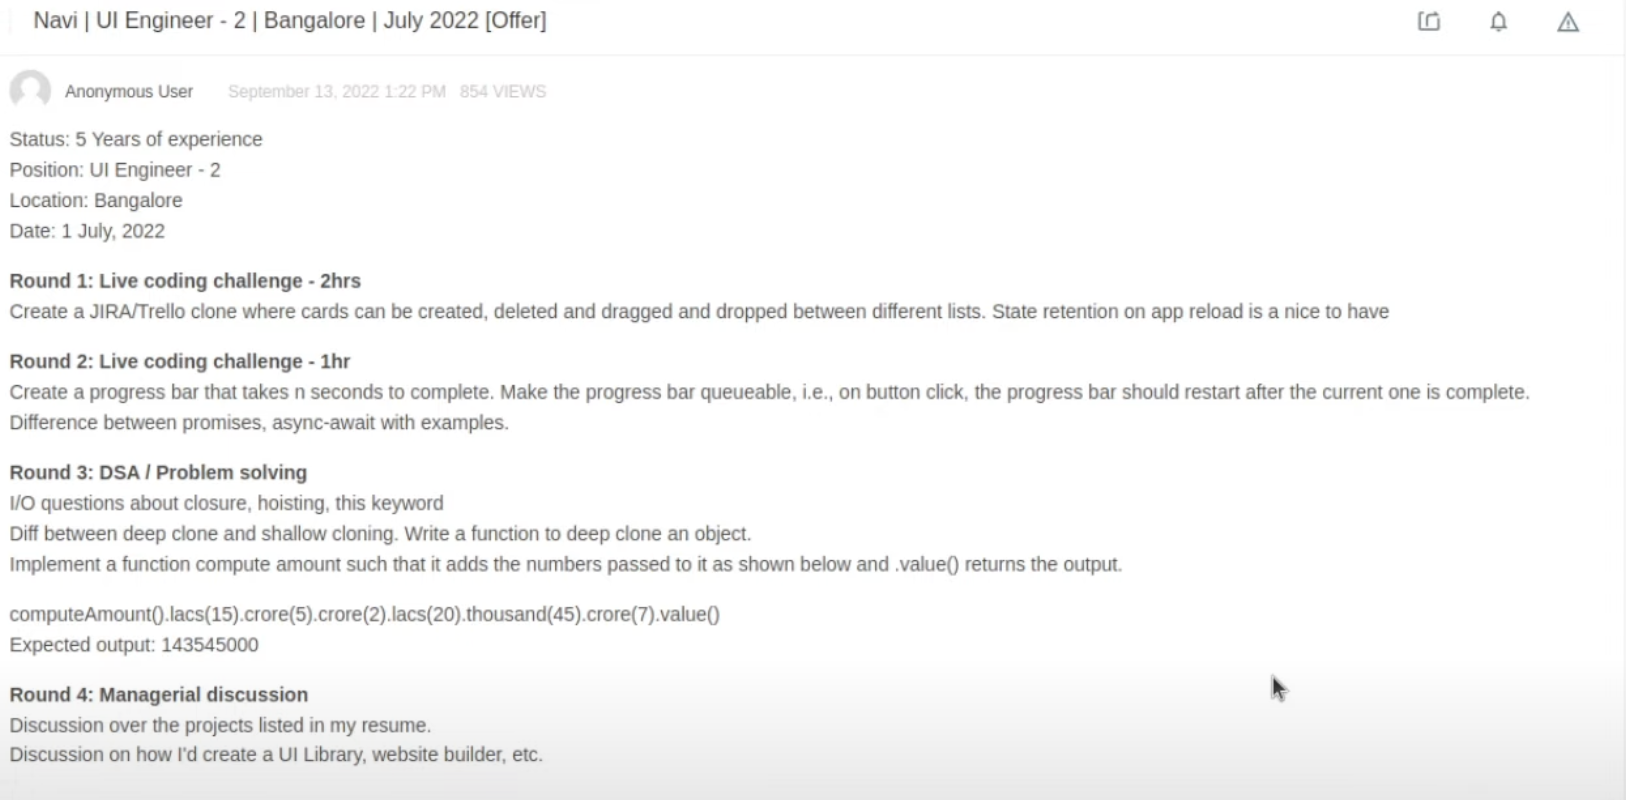 Navi | UI Engineer - 2 | Bangalore | July 2022 [Offer]
Anonymous User September 13, 2022 1:22 PM 854 VIEWS
Status: 5 Years of experience
Position: UI Engineer - 2
Location: Bangalore
Date: 1 July, 2022
Round 1: Live coding challenge - 2hrs
Create a JIRA/Trello clone where cards can be created, deleted and dragged and dropped between different lists. State retention on app reload is a nice to have
Round 2: Live coding challenge - 1hr
Create a progress bar that takes n seconds to complete. Make the progress bar queueable, i.e., on button click, the progress bar should restart after the current one is complete.
Difference between promises, async-await with examples.
Round 3: DSA / Problem solving
I/O questions about closure, hoisting, this keyword
Diff between deep clone and shallow cloning. Write a function to deep clone an object.
Implement a function compute amount such that it adds the numbers passed to it as shown below and .value() returns the output.
computeAmount().lacs(15).crore(5).crore(2).lacs(20).thousand(45).crore(7).value()
Expected output: 143545000
Round 4: Managerial discussion
Discussion over the projects listed in my resume.
Discussion on how I'd create a UI Library, website builder, etc.